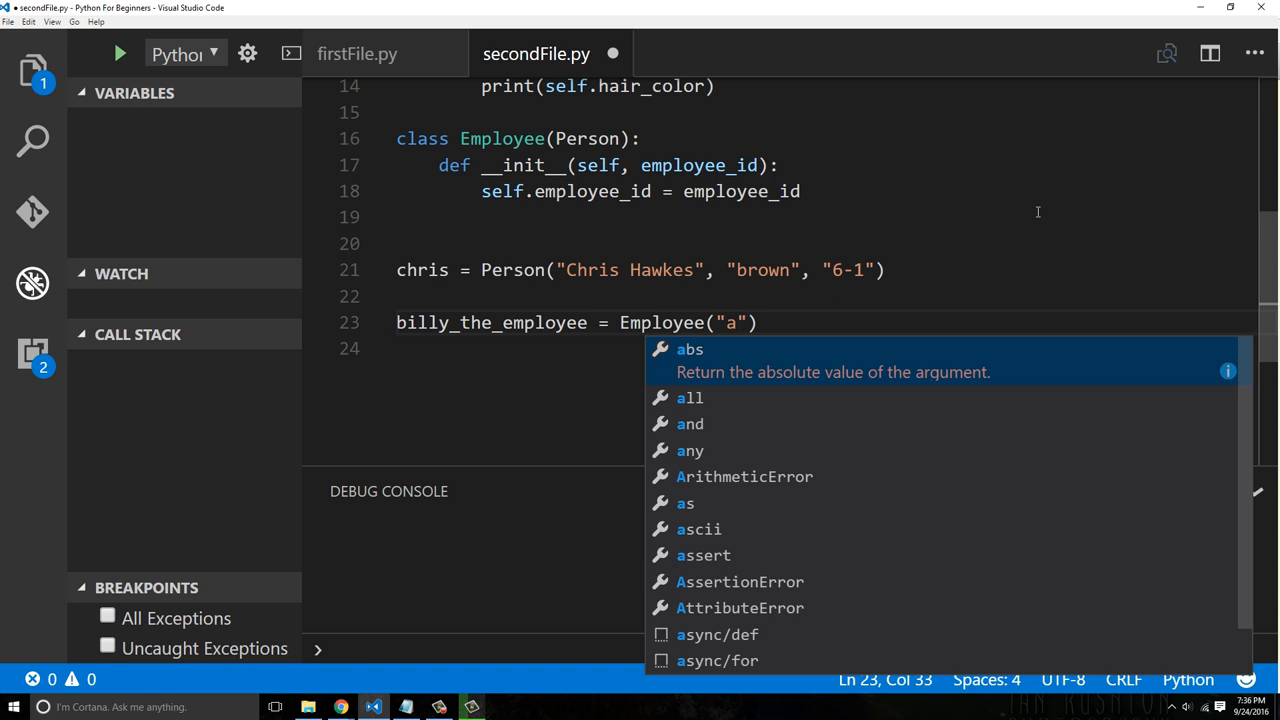 ● secondFile.py - Python For Beginners - Visual Studio Code
File Edit View Go Help
Pythor firstFile.py secondFile.py
1
VARIABLES
14 print(self.hair_color)
15
16 class Employee(Person):
17 def __init__(self, employee_id):
18 self.employee_id = employee_id
19
20
21 chris = Person("Chris Hawkes", "brown", "6-1")
22
23 billy_the_employee = Employee("a")
24
WATCH
CALL STACK
2
abs
Return the absolute value of the argument.
all
and
any
ArithmeticError
as
ascii
assert
AssertionError
AttributeError
async/def
async/for
DEBUG CONSOLE
BREAKPOINTS
All Exceptions
Uncaught Exceptions
0 0 Ln 23, Col 33 Spaces: 4 UTF-8 CRLF Python
I'm Cortana. Ask me anything.
7:36 PM
9/24/2016